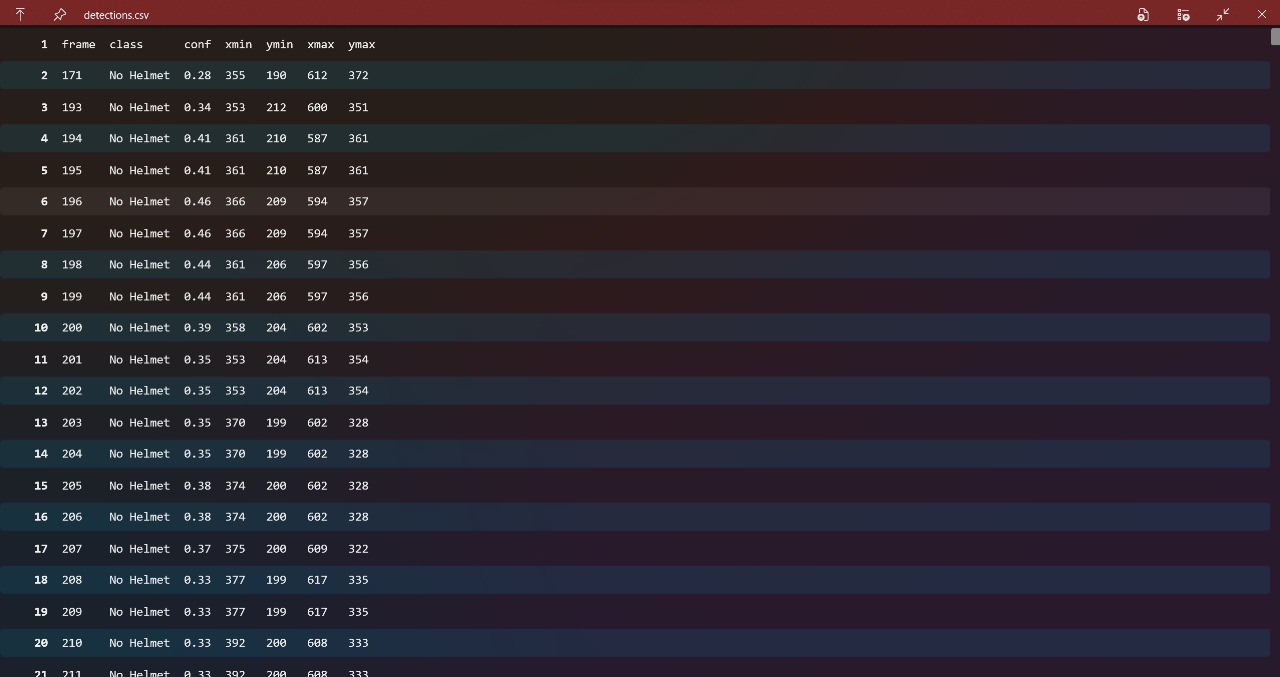 detections.csv
1 frame class conf xmin ymin xmax ymax
2 171 No Helmet 0.28 355 190 612 372
3 193 No Helmet 0.34 353 212 600 351
4 194 No Helmet 0.41 361 210 587 361
5 195 No Helmet 0.41 361 210 587 361
6 196 No Helmet 0.46 366 209 594 357
7 197 No Helmet 0.46 366 209 594 357
8 198 No Helmet 0.44 361 206 597 356
9 199 No Helmet 0.44 361 206 597 356
10 200 No Helmet 0.39 358 204 602 353
11 201 No Helmet 0.35 353 204 613 354
12 202 No Helmet 0.35 353 204 613 354
13 203 No Helmet 0.35 370 199 602 328
14 204 No Helmet 0.35 370 199 602 328
15 205 No Helmet 0.38 374 200 602 328
16 206 No Helmet 0.38 374 200 602 328
17 207 No Helmet 0.37 375 200 609 322
18 208 No Helmet 0.33 377 199 617 335
19 209 No Helmet 0.33 377 199 617 335
20 210 No Helmet 0.33 392 200 608 333
21 211 No Helmet 0.33 392 200 608 333